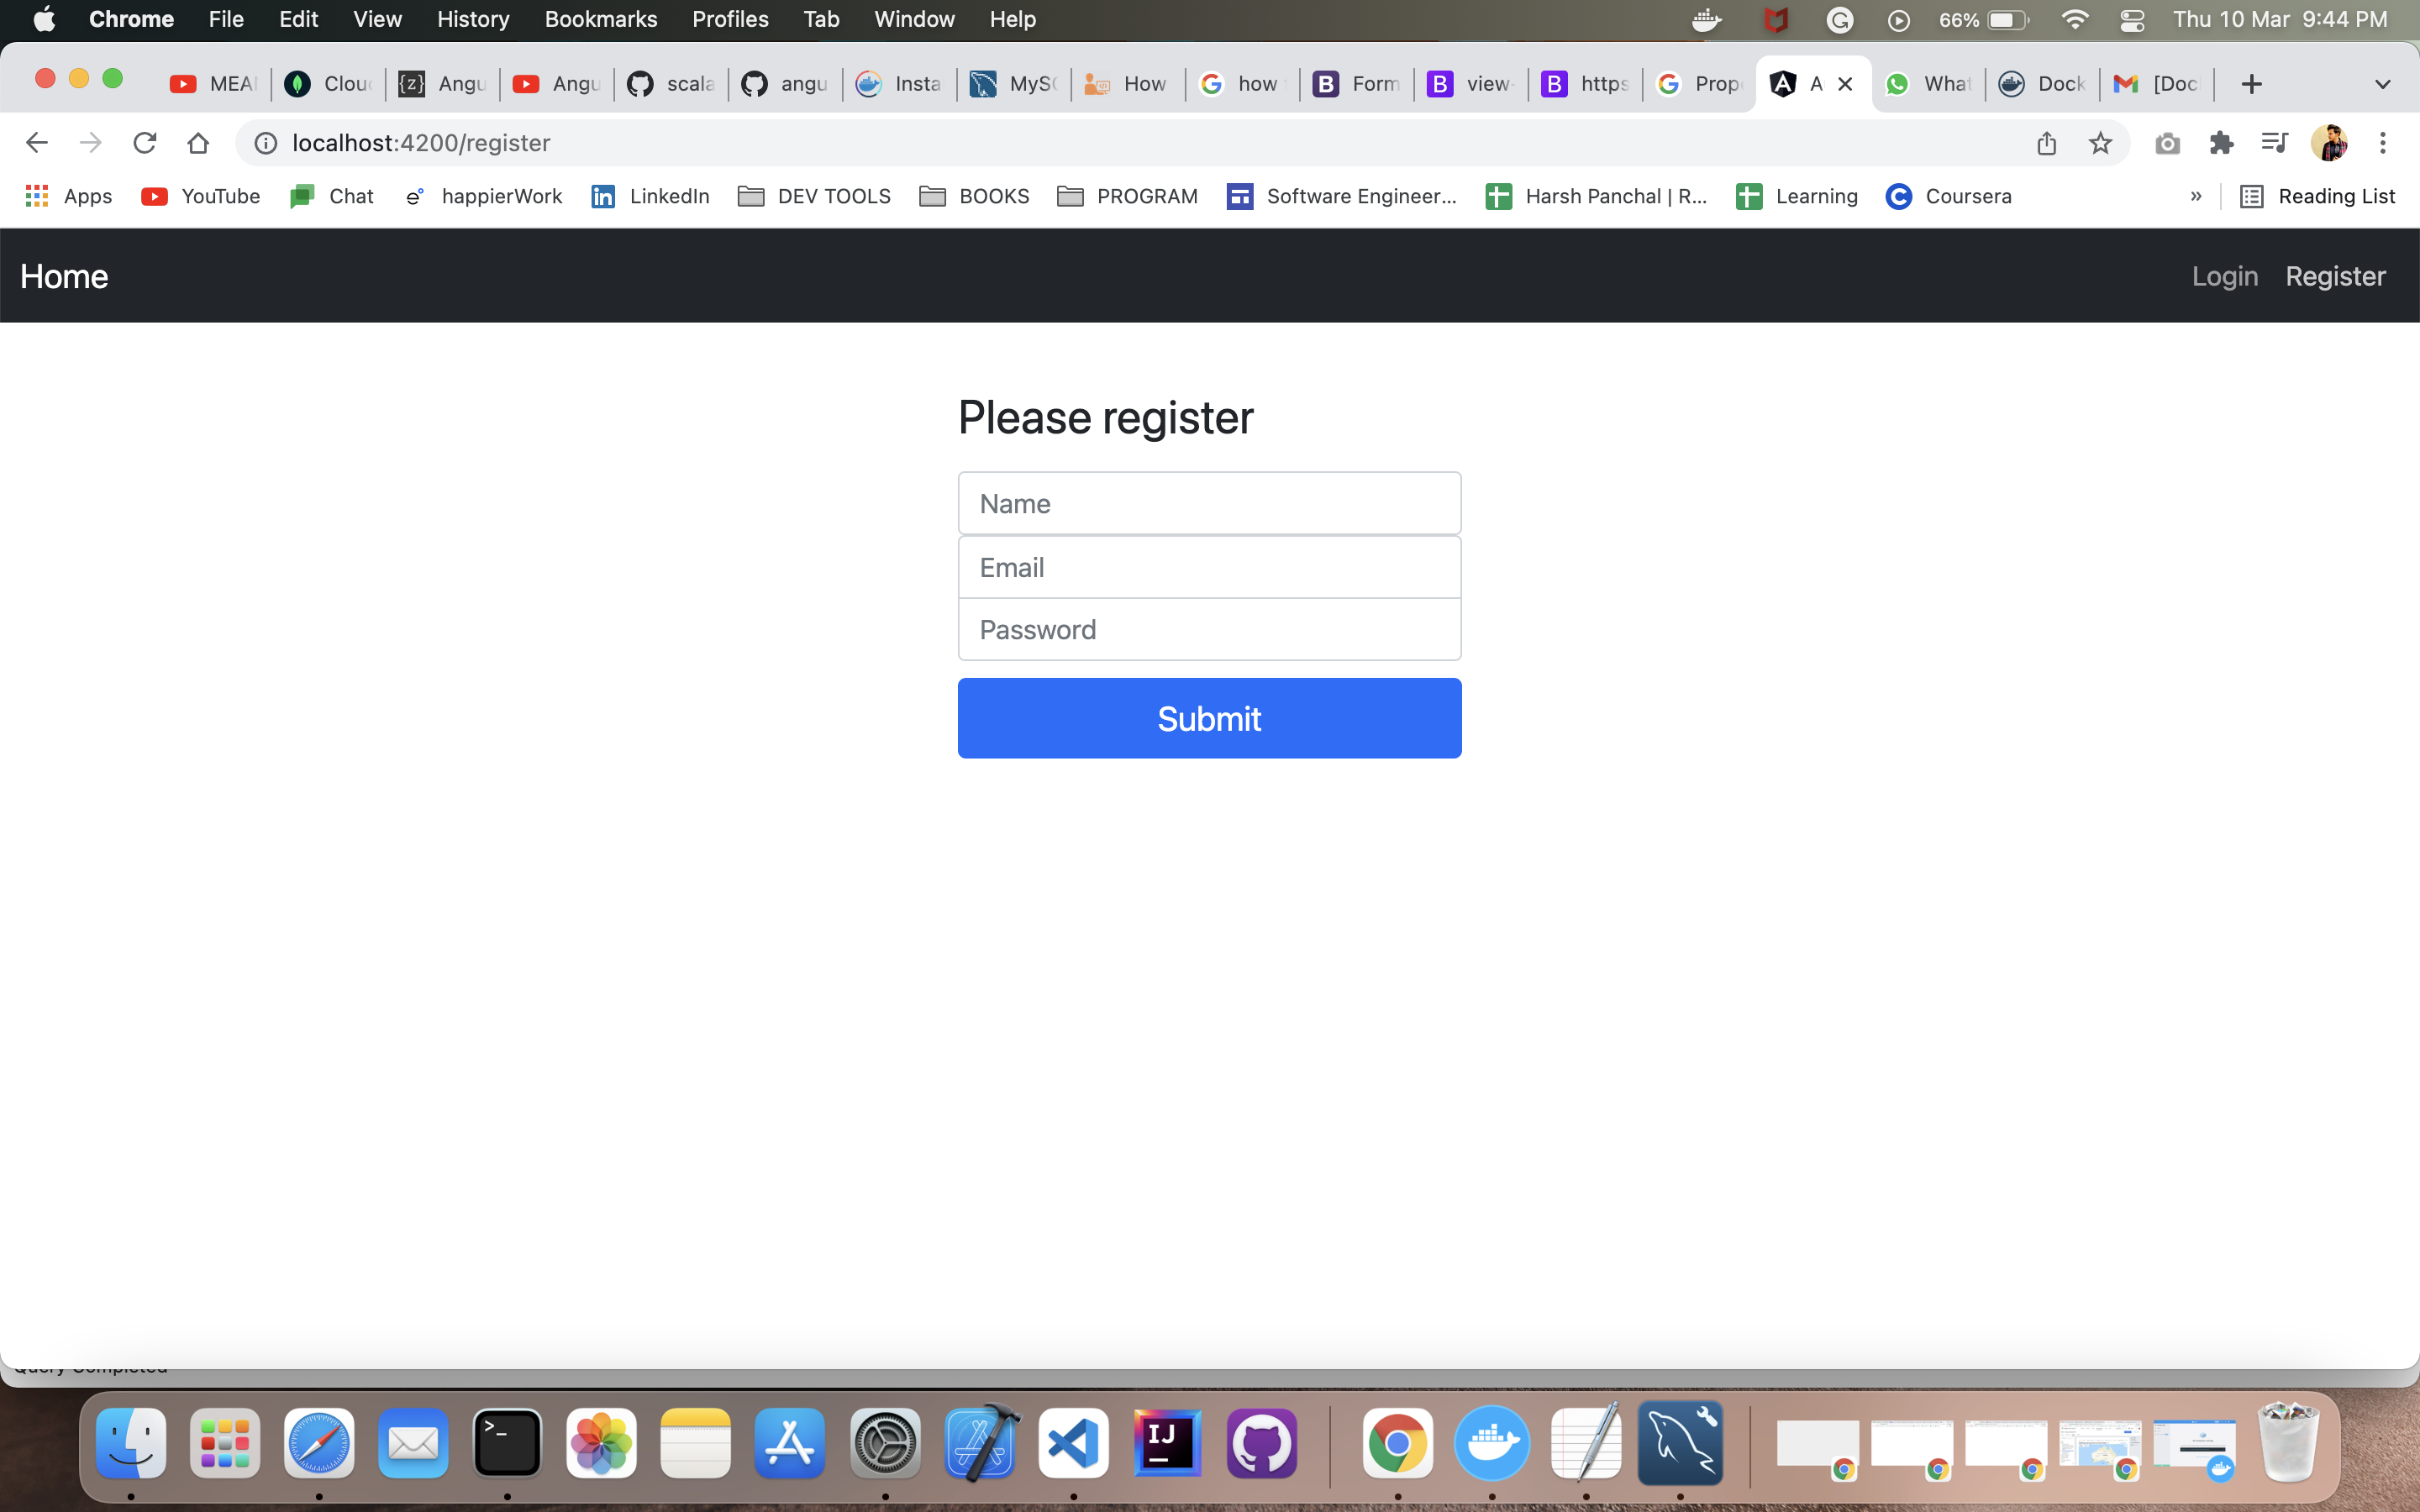 Chrome File Edit View History Bookmarks Profiles Tab Window Help 66% Thu 10 Mar 9:44 PM
MEA Clou Angu Angu scala angu Insta MyS How how Form view- https Prop A What Dock [Doc
localhost:4200/register
Apps YouTube Chat happierWork LinkedIn DEV TOOLS BOOKS PROGRAM Software Engineer... Harsh Panchal | R... Learning Coursera » Reading List
Home Login Register
Please register
Name
Email
Password
Submit
Query Completed